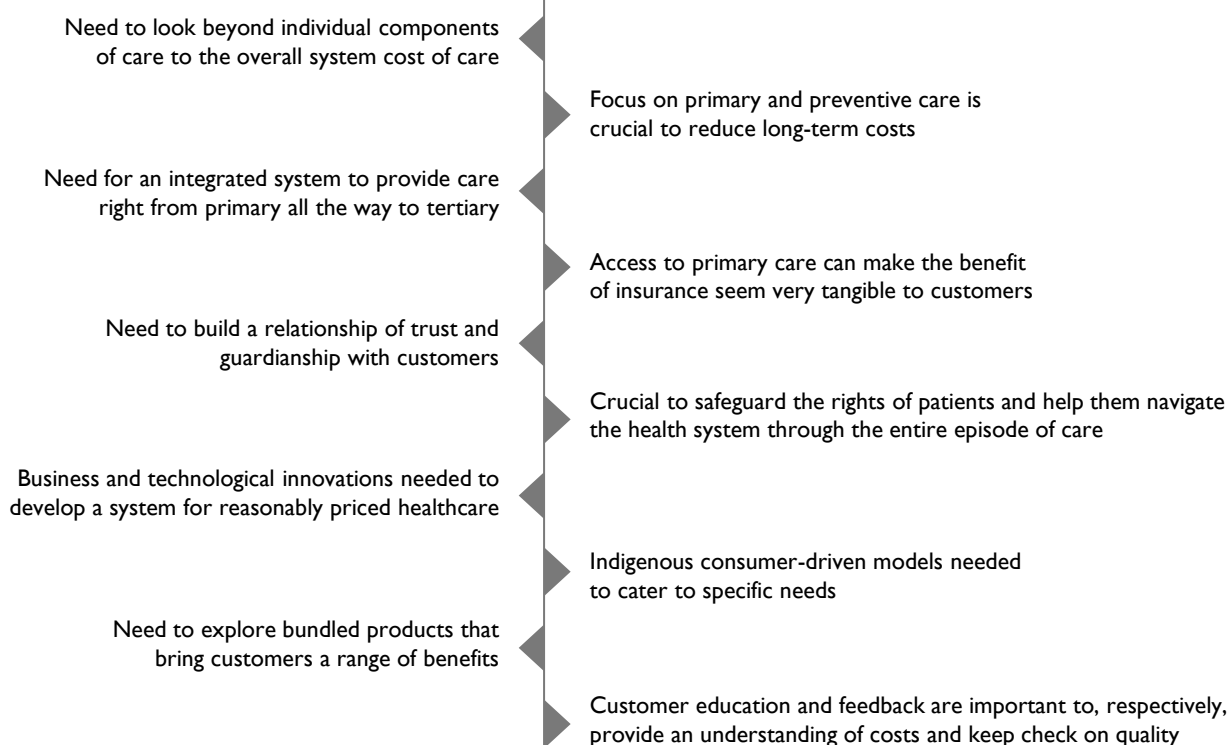 Need to look beyond individual components
of care to the overall system cost of care
Focus on primary and preventive care is
crucial to reduce long-term costs
Need for an integrated system to provide care
right from primary all the way to tertiary
Access to primary care can make the benefit
of insurance seem very tangible to customers
Need to build a relationship of trust and
guardianship with customers
Crucial to safeguard the rights of patients and help them navigate
the health system through the entire episode of care
Business and technological innovations needed to
develop a system for reasonably priced healthcare
Indigenous consumer-driven models needed
to cater to specific needs
Need to explore bundled products that
bring customers a range of benefits
Customer education and feedback are important to, respectively,
provide an understanding of costs and keep check on quality